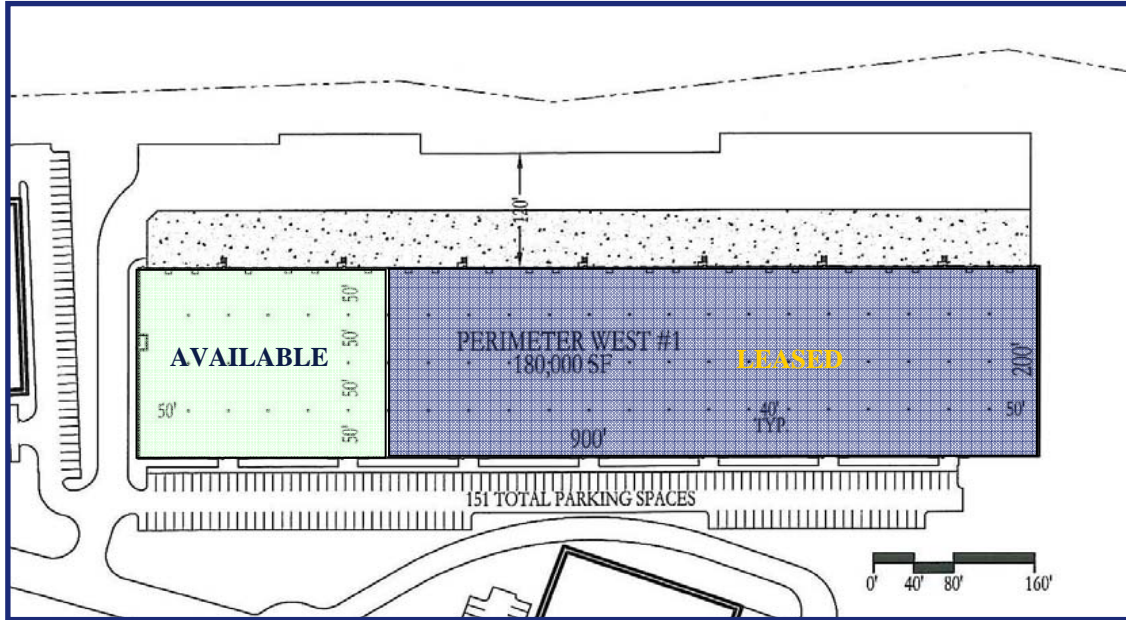 120'
50'
50'
50'
50'
50'
AVAILABLE
PERIMETER WEST #1
180,000 SF
LEASED
200'
40'
TYP.
50'
900'
151 TOTAL PARKING SPACES
0' 40' 80' 160'